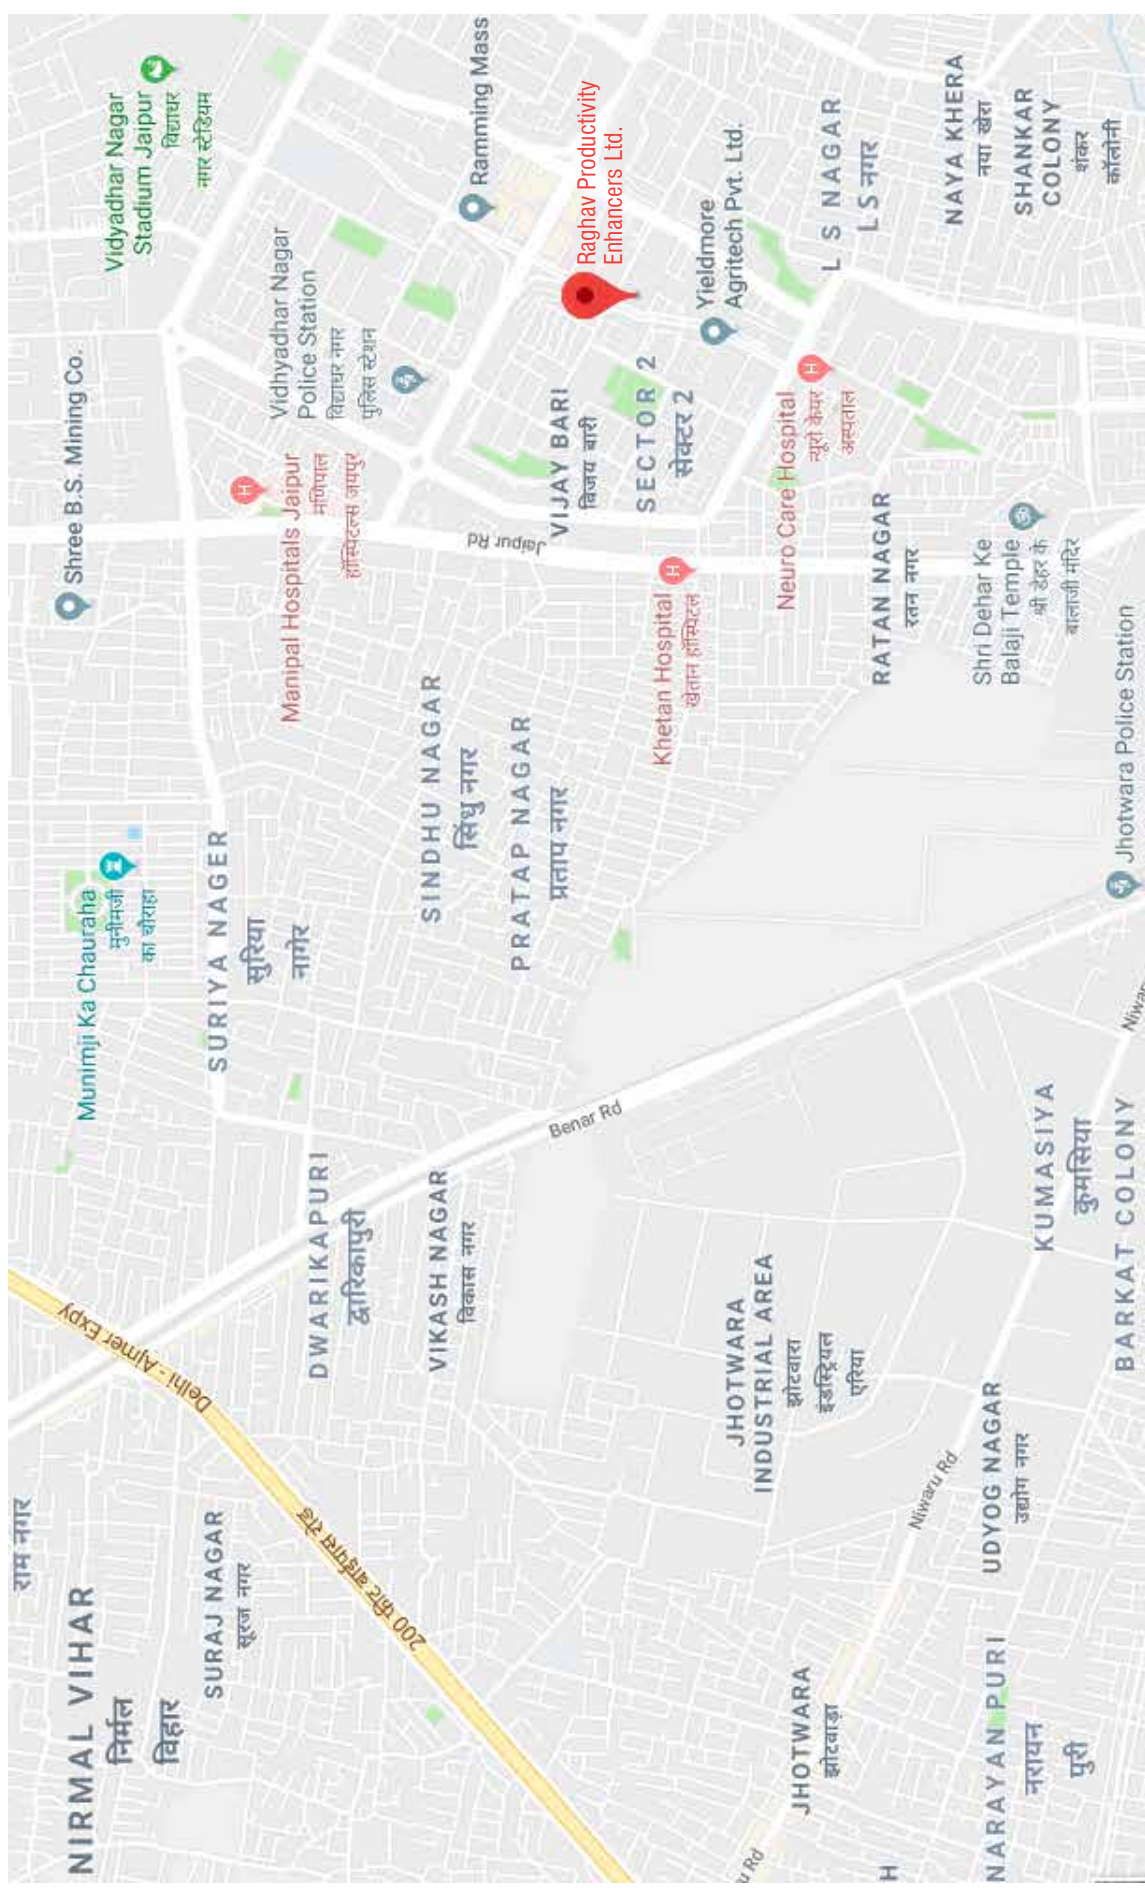 राम नगर
NIRMAL VIHAR
निर्मल
विहार
SURAJ NAGAR
सूरज नगर
Delhi - Ajmer Expy
200 फीट बाईपास रोड
Munimji Ka Chauraha
मुनीमजी
का चौराहा
SURIYA NAGER
सुरिया
नागेर
DWARIKAPURI
द्वारिकापुरी
VIKASH NAGAR
विकास नगर
Benar Rd
Shree B.S. Mining Co.
Vidyadhar Nagar
Stadium Jaipur
विद्याधर
नगर स्टेडियम
Manipal Hospitals Jaipur
मणिपाल
हॉस्पिटल्स जयपुर
Vidhyadhar Nagar
Police Station
विद्याधर नगर
पुलिस स्टेशन
Ramming Mass
Raghav Productivity
Enhancers Ltd.
Jaipur Rd
SINDHU NAGAR
सिंधु नगर
PRATAP NAGAR
प्रताप नगर
VIJAY BARI
विजय बारी
SECTOR 2
सेक्टर 2
Yieldmore
Agritech Pvt. Ltd.
Khetan Hospital
खेतान हॉस्पिटल
Neuro Care Hospital
न्यूरो केयर
अस्पताल
L S NAGAR
LS नगर
NAYA KHERA
नया खेरा
SHANKAR
COLONY
शंकर
कॉलोनी
RATAN NAGAR
रतन नगर
Shri Dehar Ke
Balaji Temple
श्री डेहर के
बालाजी मंदिर
Jhotwara Police Station
JHOTWARA
INDUSTRIAL AREA
झोटवारा
इंडस्ट्रियल
एरिया
KUMASIYA
कुमसिया
BARKAT COLONY
Niwaru
Niwaru Rd
UDYOG NAGAR
उद्योग नगर
JHOTWARA
झोटवाड़ा
NARAYAN PURI
नरायन
पुरी
u Rd
H